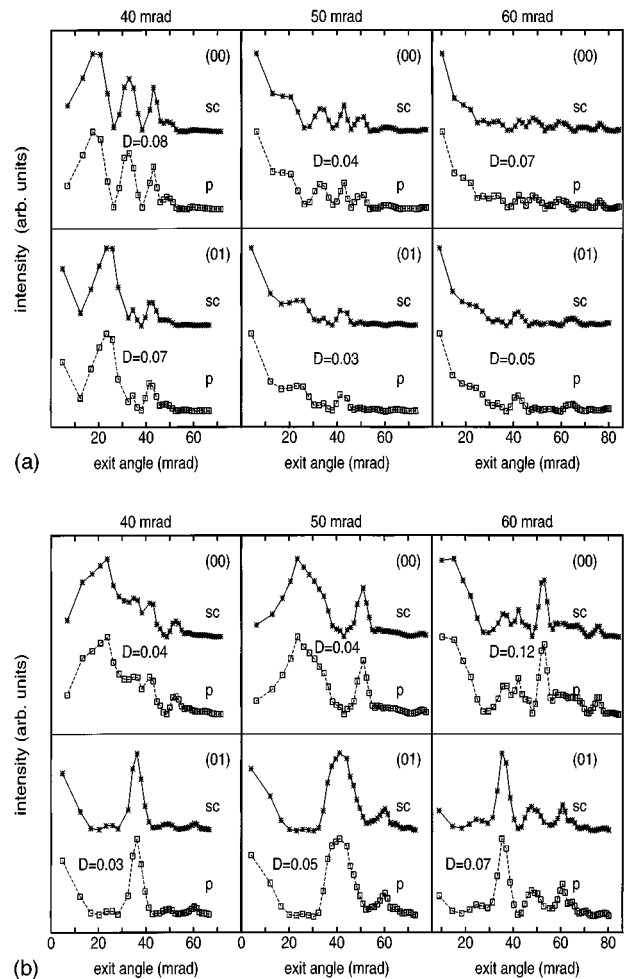 40 mrad 50 mrad 60 mrad
(00) (00) (00)
sc sc sc
D=0.08 D=0.04 D=0.07
p p p
(01) (01) (01)
sc sc sc
D=0.07 D=0.03 D=0.05
p p p
intensity (arb. units)
20 40 60 0 20 40 60 20 40 60 80
exit angle (mrad) exit angle (mrad) exit angle (mrad)
(a)
40 mrad 50 mrad 60 mrad
(00) (00) (00)
sc sc sc
D=0.04 D=0.04 D=0.12
p p p
(01) (01) (01)
sc sc sc
D=0.03 D=0.05 D=0.07
p p p
intensity (arb. units)
0 20 40 60 0 20 40 60 20 40 60 80
exit angle (mrad) exit angle (mrad) exit angle (mrad)
(b)